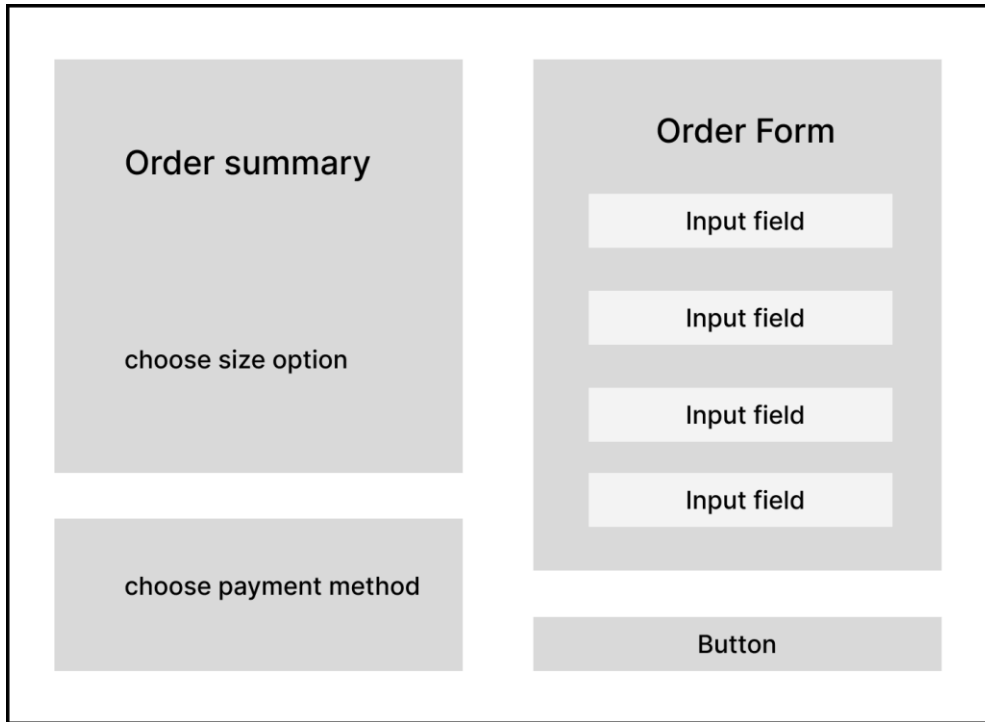 Order summary
choose size option
choose payment method
Order Form
Input field
Input field
Input field
Input field
Button